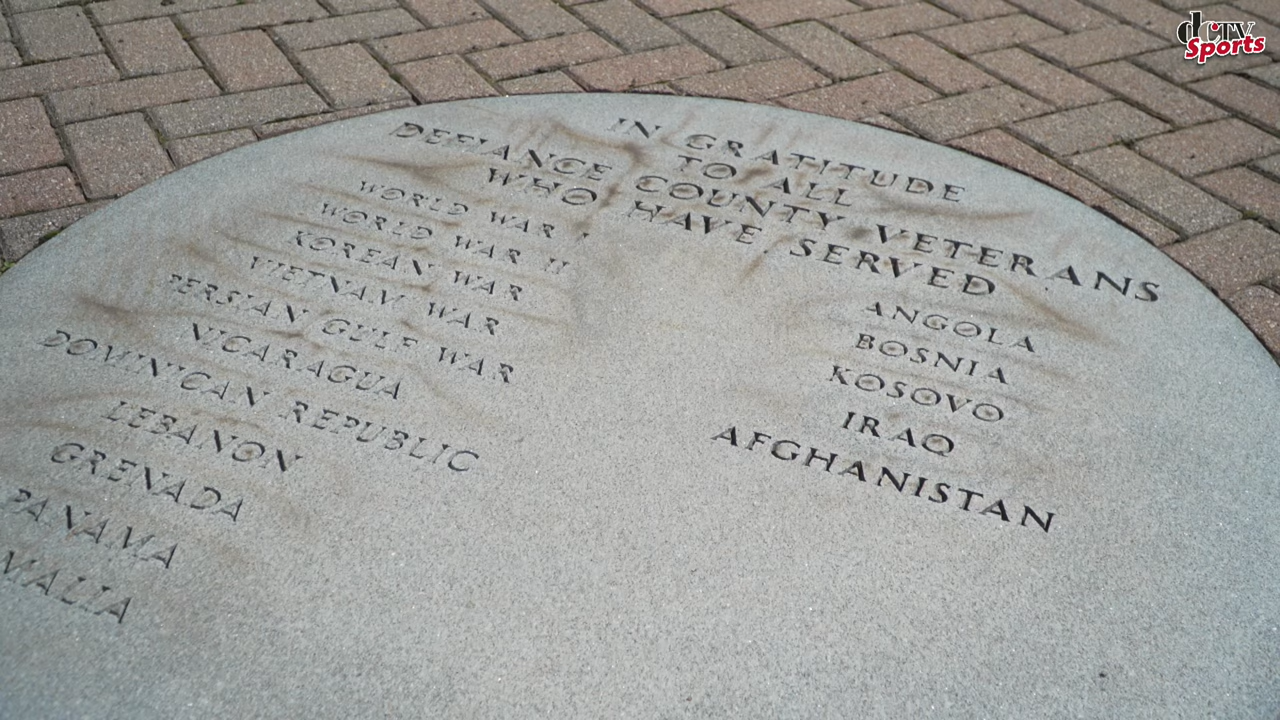 dctv
Sports
IN GRATITUDE
TO ALL
DEFIANCE COUNTY VETERANS
WHO HAVE SERVED
WORLD WAR I
WORLD WAR II
KOREAN WAR
VIETNAM WAR
PERSIAN GULF WAR
NICARAGUA
DOMINICAN REPUBLIC
LEBANON
GRENADA
PANAMA
MALIA
ANGOLA
BOSNIA
KOSOVO
IRAQ
AFGHANISTAN